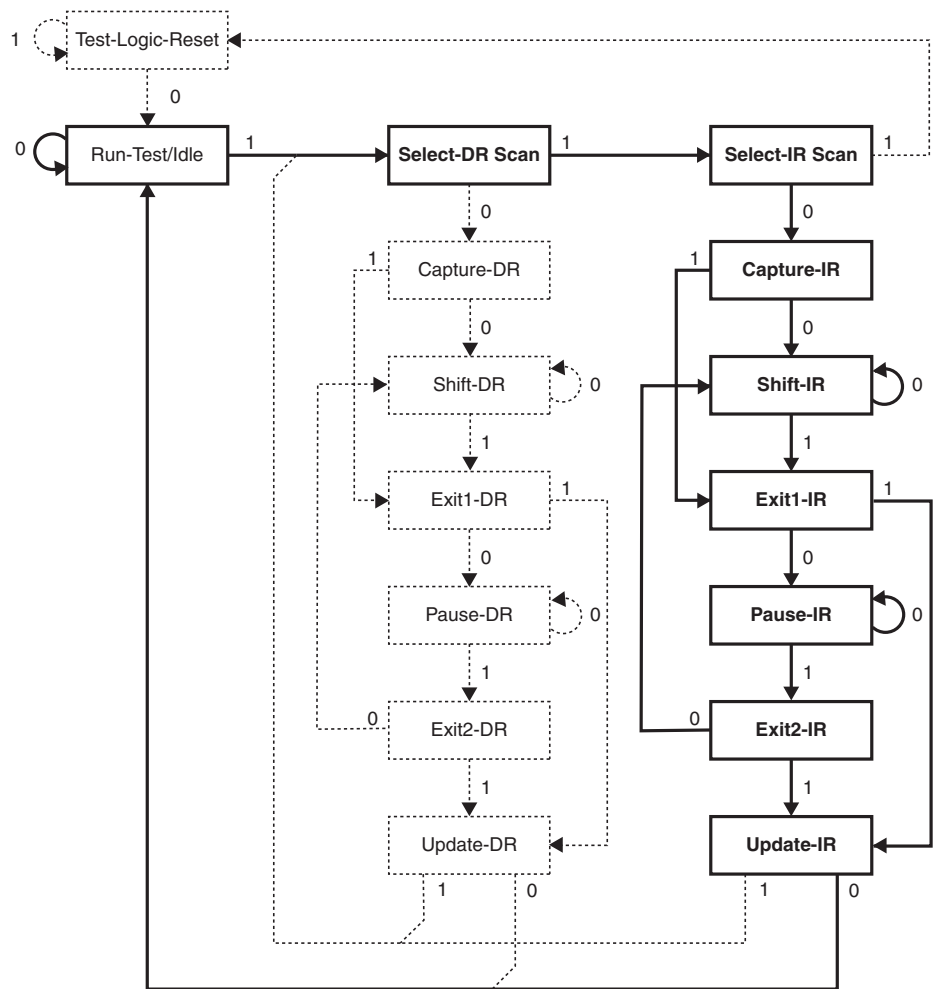 1 Test-Logic-Reset
0
0 Run-Test/Idle 1 Select-DR Scan 1 Select-IR Scan 1
0 0
1 Capture-DR 1 Capture-IR
0 0
Shift-DR 0 Shift-IR 0
1 1
Exit1-DR 1 Exit1-IR 1
0 0
Pause-DR 0 Pause-IR 0
1 1
0 Exit2-DR 0 Exit2-IR
1 1
Update-DR Update-IR
1 0 1 0